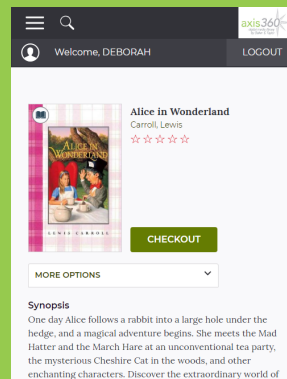 axis360
Welcome, DEBORAH
LOGOUT
Alice in Wonderland
Carroll, Lewis
ALICE IN
WONDERLAND
LEWIS CARROLL
CHECKOUT
MORE OPTIONS
Synopsis
One day Alice follows a rabbit into a large hole under the
hedge, and a magical adventure begins. She meets the Mad
Hatter and the March Hare at an unconventional tea party,
the mysterious Cheshire Cat in the woods, and other
enchanting characters. Discover the extraordinary world of